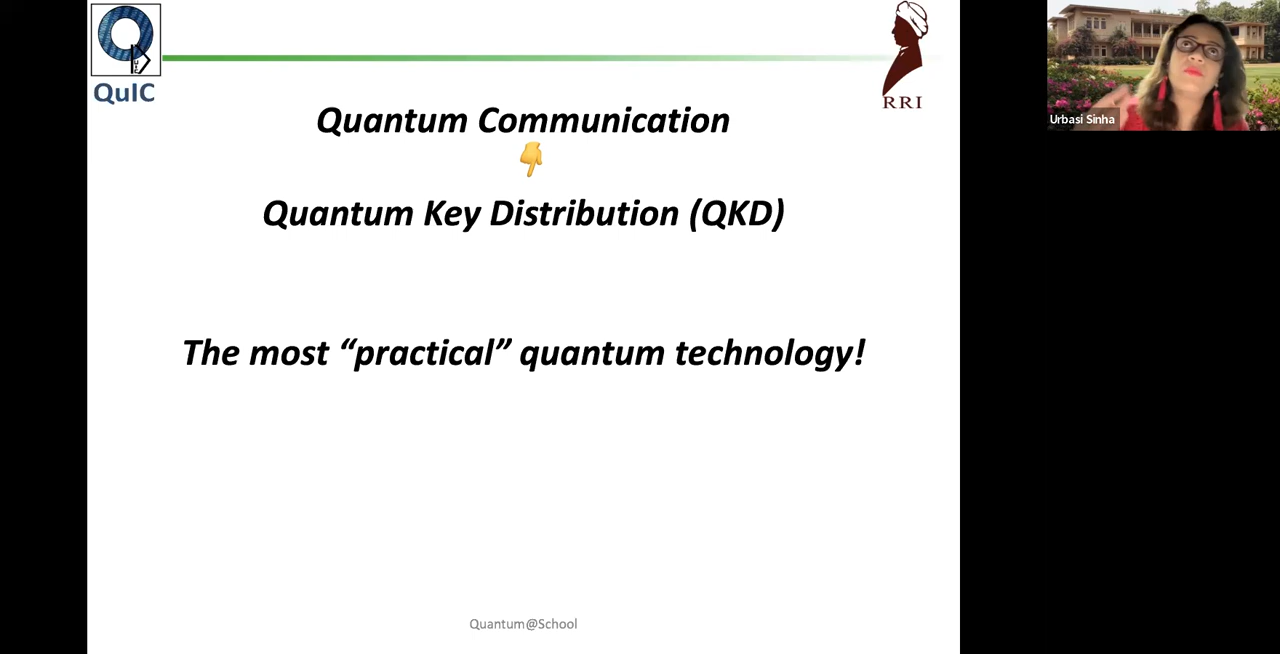 QuIC
RRI
Urbasi Sinha
Quantum Communication
Quantum Key Distribution (QKD)
The most “practical” quantum technology!
Quantum@School